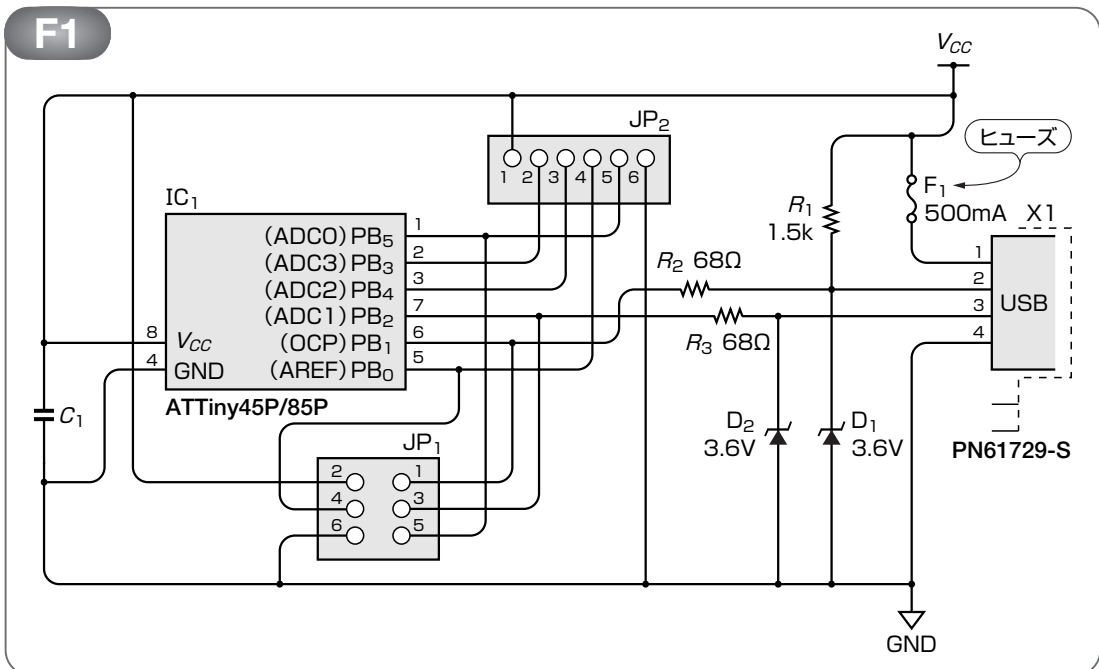 F1
VCC
JP2
1 2 3 4 5 6
ヒューズ
F1
500mA
X1
R1
1.5k
IC1
(ADC0) PB5
1
(ADC3) PB3
2
(ADC2) PB4
3
(ADC1) PB2
7
(OCP) PB1
6
(AREF) PB0
5
8
VCC
4
GND
ATTiny45P/85P
R2 68Ω
R3 68Ω
1
2
3
4
USB
PN61729-S
C1
D2
3.6V
D1
3.6V
JP1
2 1
4 3
6 5
GND